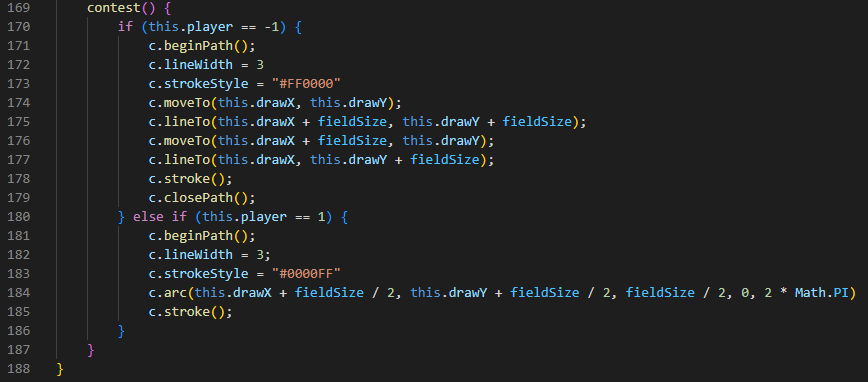 169 contest() {
170 if (this.player == -1) {
171 c.beginPath();
172 c.lineWidth = 3
173 c.strokeStyle = "#FF0000"
174 c.moveTo(this.drawX, this.drawY);
175 c.lineTo(this.drawX + fieldSize, this.drawY + fieldSize);
176 c.moveTo(this.drawX + fieldSize, this.drawY);
177 c.lineTo(this.drawX, this.drawY + fieldSize);
178 c.stroke();
179 c.closePath();
180 } else if (this.player == 1) {
181 c.beginPath();
182 c.lineWidth = 3;
183 c.strokeStyle = "#0000FF"
184 c.arc(this.drawX + fieldSize / 2, this.drawY + fieldSize / 2, fieldSize / 2, 0, 2 * Math.PI)
185 c.stroke();
186 }
187 }
188 }